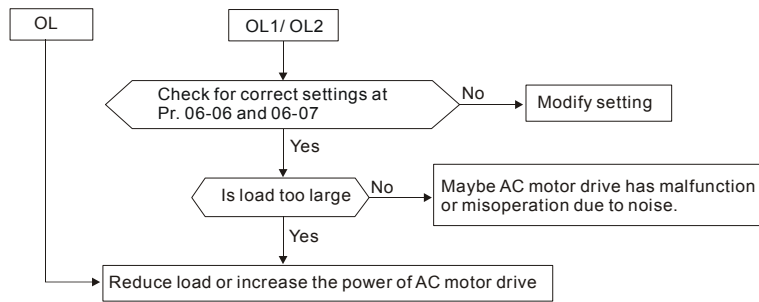 OL
OL1/ OL2
Check for correct settings at
Pr. 06-06 and 06-07
No
Modify setting
Yes
Is load too large
No
Maybe AC motor drive has malfunction
or misoperation due to noise.
Yes
Reduce load or increase the power of AC motor drive